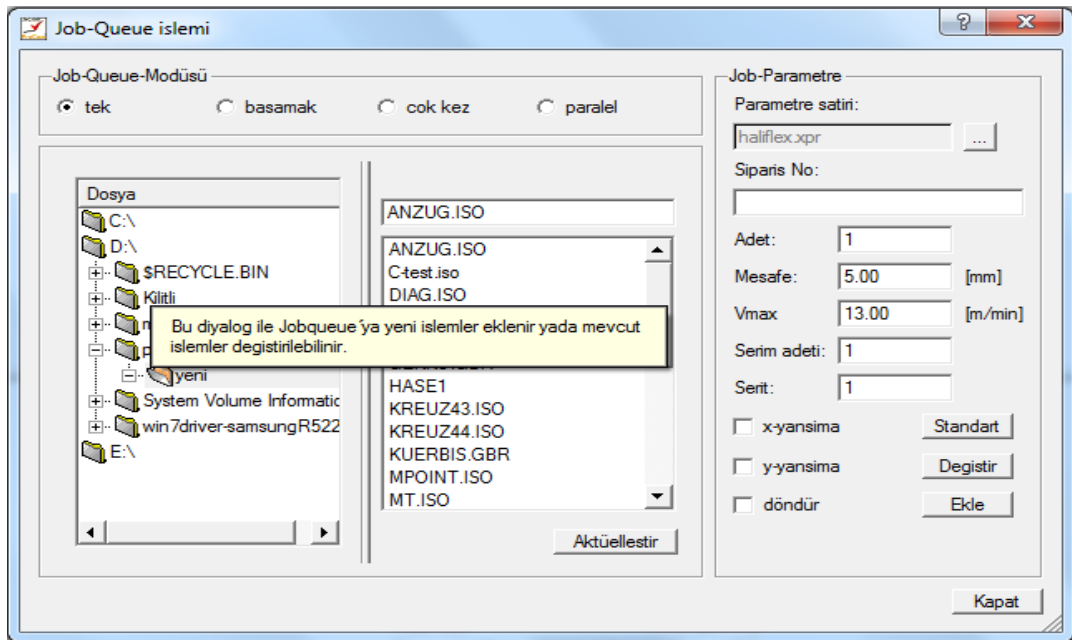 Job-Queue islemi
Job-Queue-Modüsü
tek
basamak
cok kez
paralel
Dosya
C:\
D:\
$RECYCLE.BIN
Kilitli
yeni
System Volume Informatic
win7driver-samsungR522
E:\
ANZUG.ISO
ANZUG.ISO
C-test.iso
DIAG.ISO
Bu diyalog ile Jobqueue´ya yeni islemler eklenir yada mevcut
islemler degistirilebilinir.
HASE1
KREUZ43.ISO
KREUZ44.ISO
KUERBIS.GBR
MPOINT.ISO
MT.ISO
Aktüellestir
Job-Parametre
Parametre satiri:
haliflex.xpr
...
Siparis No:
Adet:
1
Mesafe:
5.00
[mm]
Vmax
13.00
[m/min]
Serim adeti:
1
Serit:
1
x-yansima
Standart
y-yansima
Degistir
döndür
Ekle
Kapat